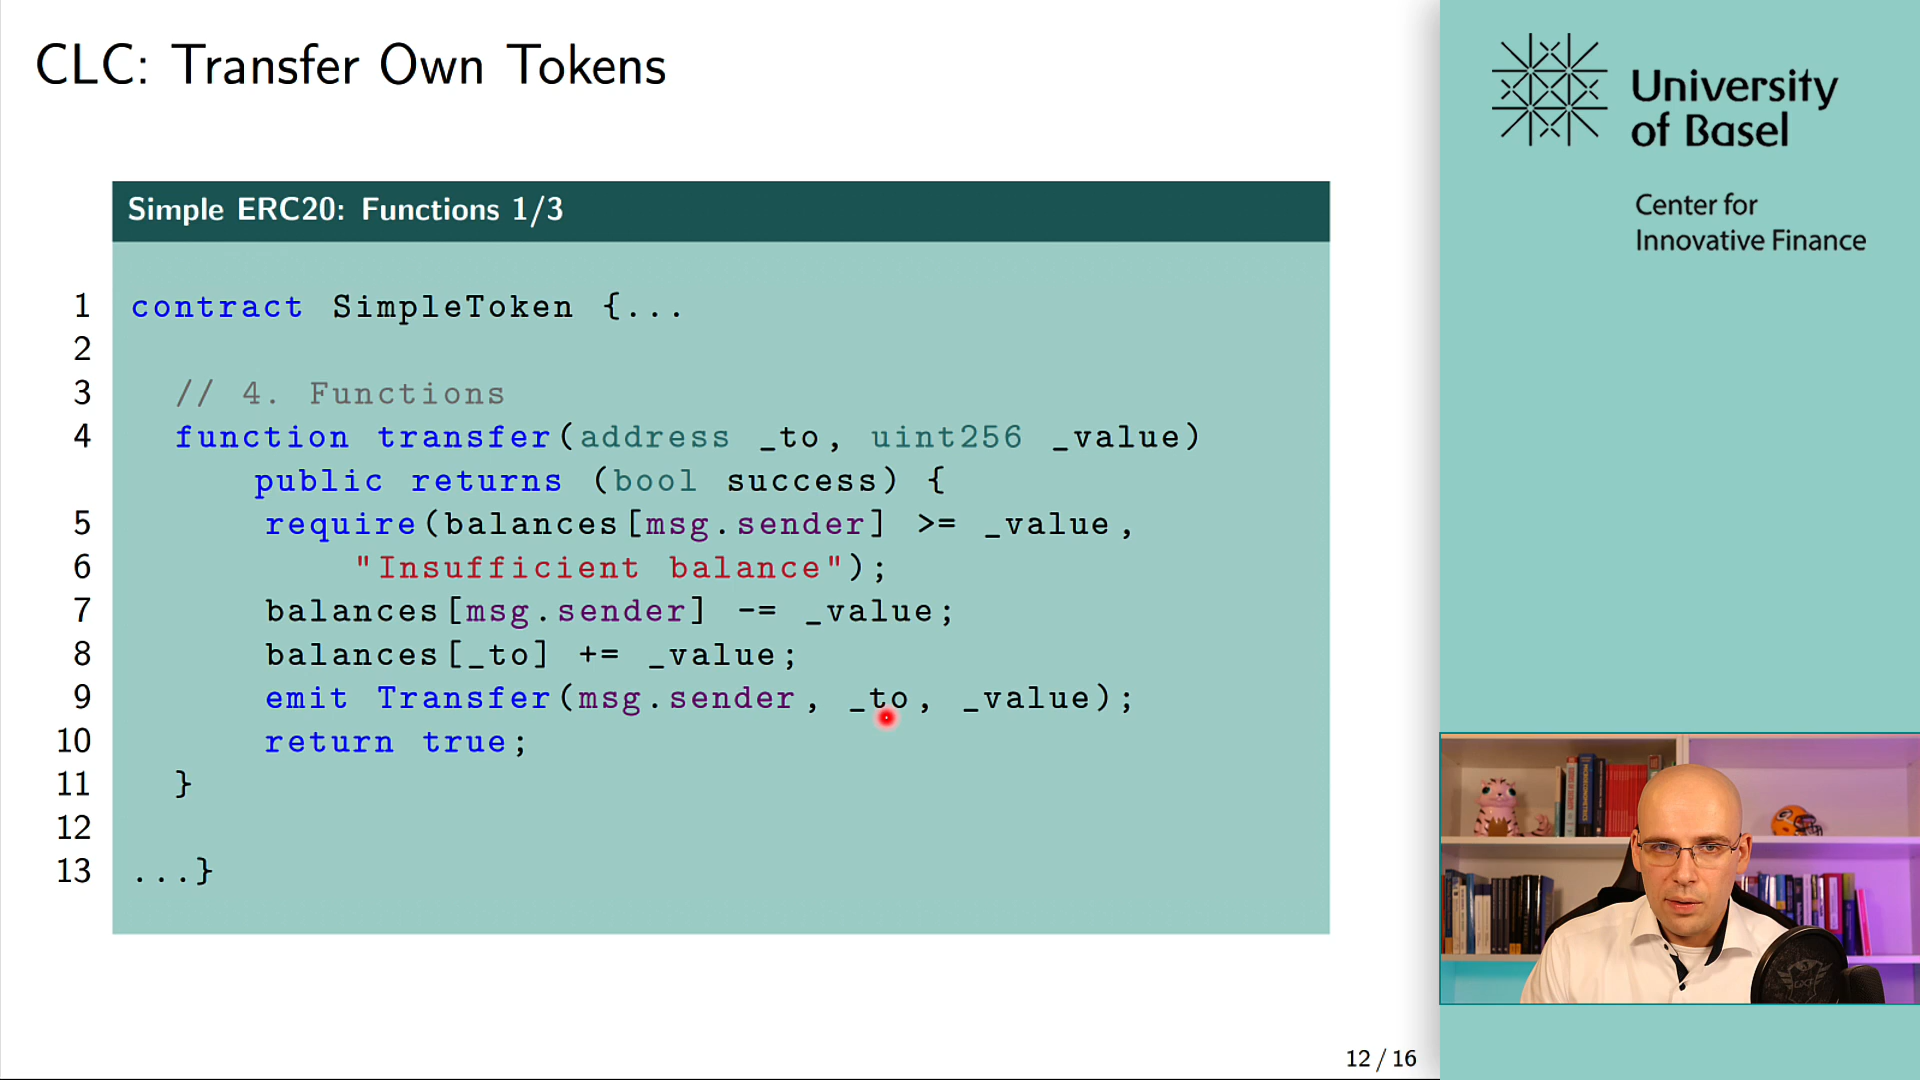 CLC: Transfer Own Tokens
Simple ERC20: Functions 1/3
1 contract SimpleToken {...
2
3 // 4. Functions
4 function transfer(address _to, uint256 _value)
public returns (bool success) {
5 require(balances[msg.sender] >= _value,
6 "Insufficient balance");
7 balances[msg.sender] -= _value;
8 balances[_to] += _value;
9 emit Transfer(msg.sender, _to, _value);
10 return true;
11 }
12
13 ...}
12 / 16
University
of Basel
Center for
Innovative Finance